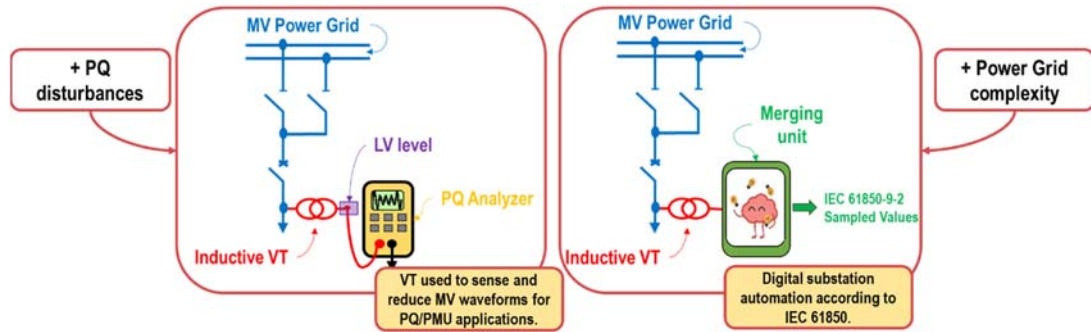 + PQ
disturbances
MV Power Grid
LV level
PQ Analyzer
Inductive VT
VT used to sense and
reduce MV waveforms for
PQ/PMU applications.
MV Power Grid
Merging
unit
IEC 61850-9-2
Sampled Values
Inductive VT
Digital substation
automation according to
IEC 61850.
+ Power Grid
complexity